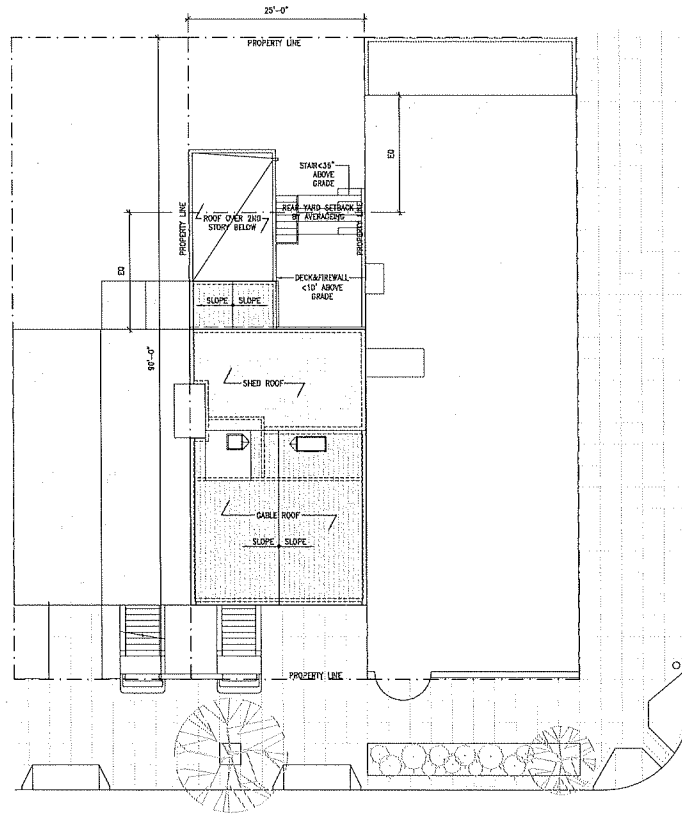 25'-0"
PROPERTY LINE
EQ
STAIR<36"
ABOVE
GRADE
PROPERTY LINE
ROOF OVER 2ND
STORY BELOW
REAR YARD SETBACK
BY AVERAGEING
PROPERTY LINE
EQ
DECK&FIREWALL
<10' ABOVE
GRADE
SLOPE SLOPE
90'-0"
SHED ROOF
GABLE ROOF
SLOPE SLOPE
PROPERTY LINE